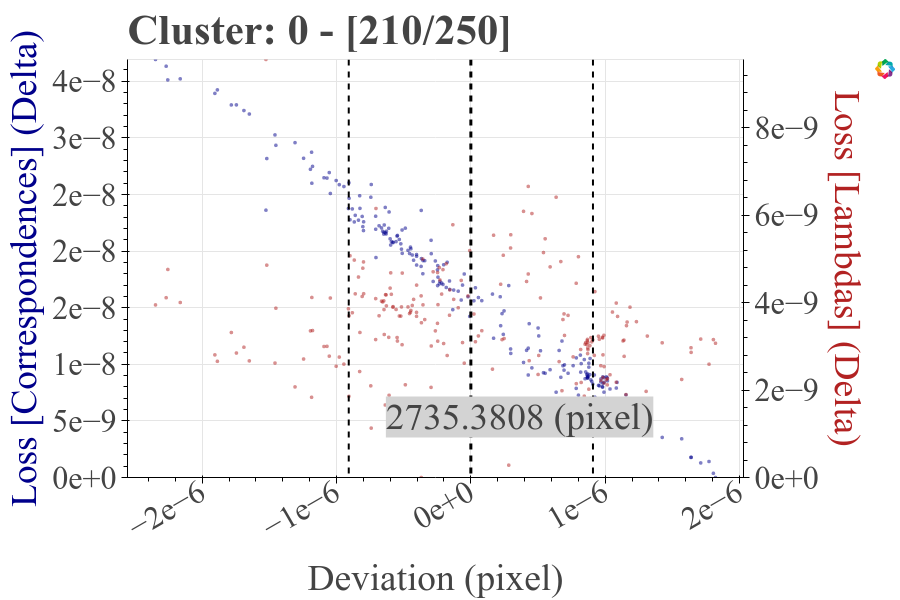 Cluster: 0 - [210/250]
Loss [Correspondences] (Delta)
4e−8
3e−8
2e−8
2e−8
2e−8
1e−8
5e−9
0e+0
8e−9
6e−9
4e−9
2e−9
0e+0
Loss [Lambdas] (Delta)
2735.3808 (pixel)
−2e−6
−1e−6
0e+0
1e−6
2e−6
Deviation (pixel)